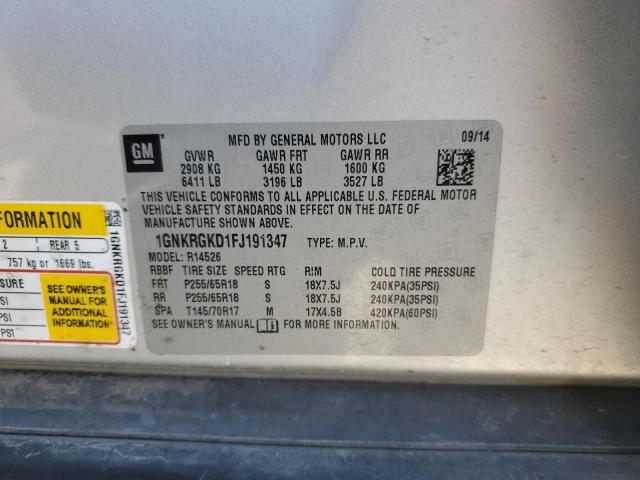 GM
MFD BY GENERAL MOTORS LLC 09/14
GVWR GAWR FRT GAWR RR
2908 KG 1450 KG 1600 KG
6411 LB 3196 LB 3527 LB
THIS VEHICLE CONFORMS TO ALL APPLICABLE U.S. FEDERAL MOTOR
VEHICLE SAFETY STANDARDS IN EFFECT ON THE DATE OF
MANUFACTURE SHOWN ABOVE.
1GNKRGKD1FJ191347 TYPE: M.P.V.
MODEL: R14526
RBBF TIRE SIZE SPEED RTG RIM COLD TIRE PRESSURE
FRT P255/65R18 S 18X7.5J 240KPA(35PSI)
RR P255/65R18 S 18X7.5J 240KPA(35PSI)
SPA T145/70R17 M 17X4.5B 420KPA(60PSI)
SEE OWNER'S MANUAL FOR MORE INFORMATION.
FORMATION
2 REAR 5
757 kg or 1669 lbs.
SURE
SI
SI
PSI
SEE OWNER'S
MANUAL FOR
ADDITIONAL
INFORMATION
1GNKRGKD1FJ191347